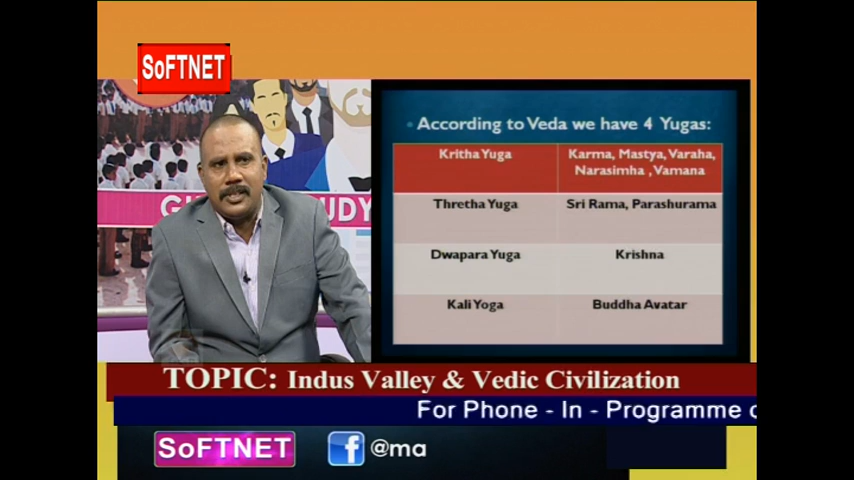 SoFTNET
According to Veda we have 4 Yugas:
Kritha Yuga
Karma, Mastya, Varaha,
Narasimha , Vamana
Thretha Yuga
Sri Rama, Parashurama
Dwapara Yuga
Krishna
Kali Yoga
Buddha Avatar
TOPIC: Indus Valley & Vedic Civilization
For Phone - In - Programme
SoFTNET
@ma